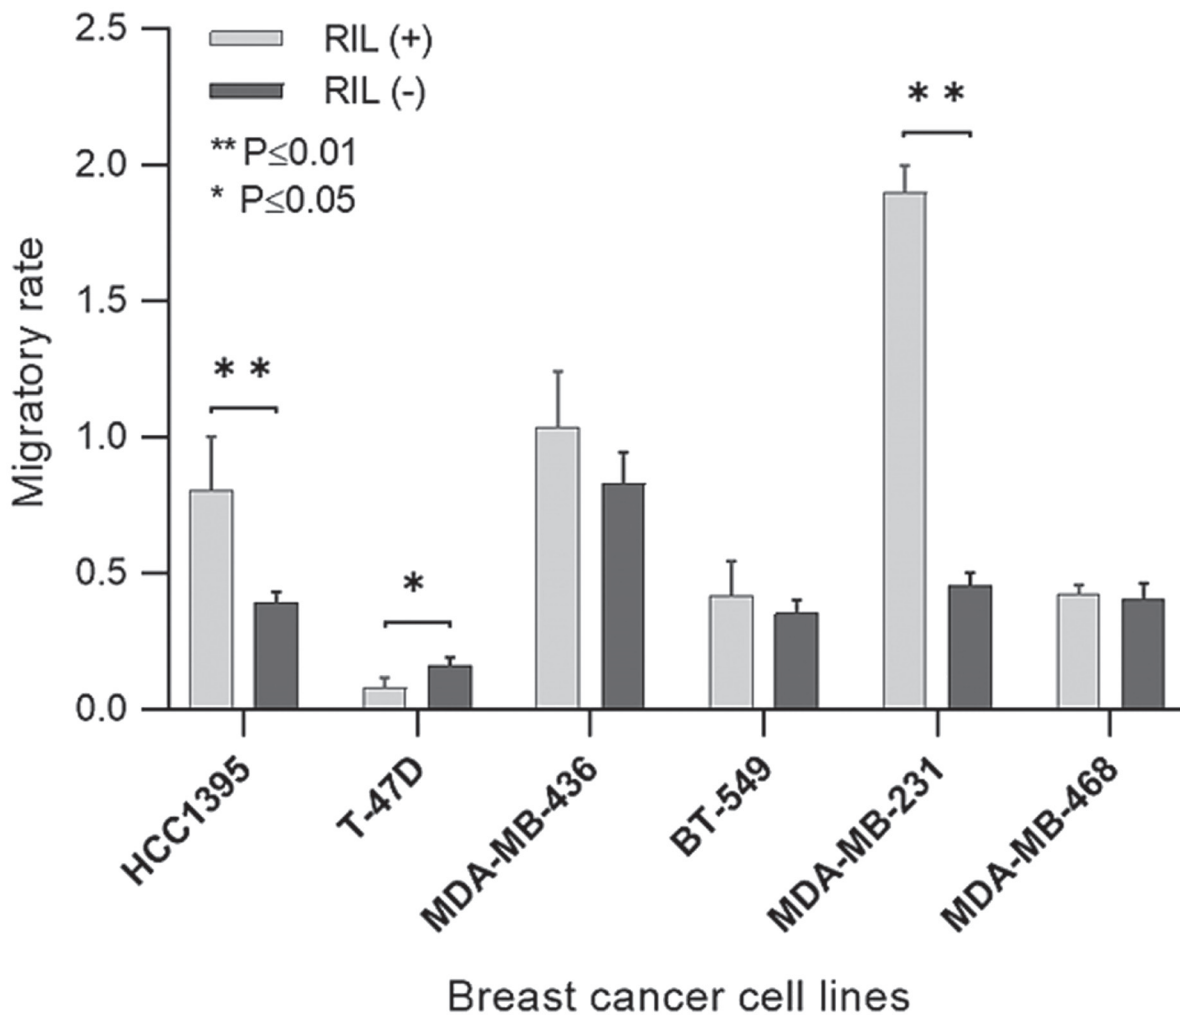 2.5
2.0
1.5
1.0
0.5
0.0
Migratory rate
RIL (+)
RIL (-)
** P≤0.01
* P≤0.05
* *
*
* *
HCC1395
T-47D
MDA-MB-436
BT-549
MDA-MB-231
MDA-MB-468
Breast cancer cell lines